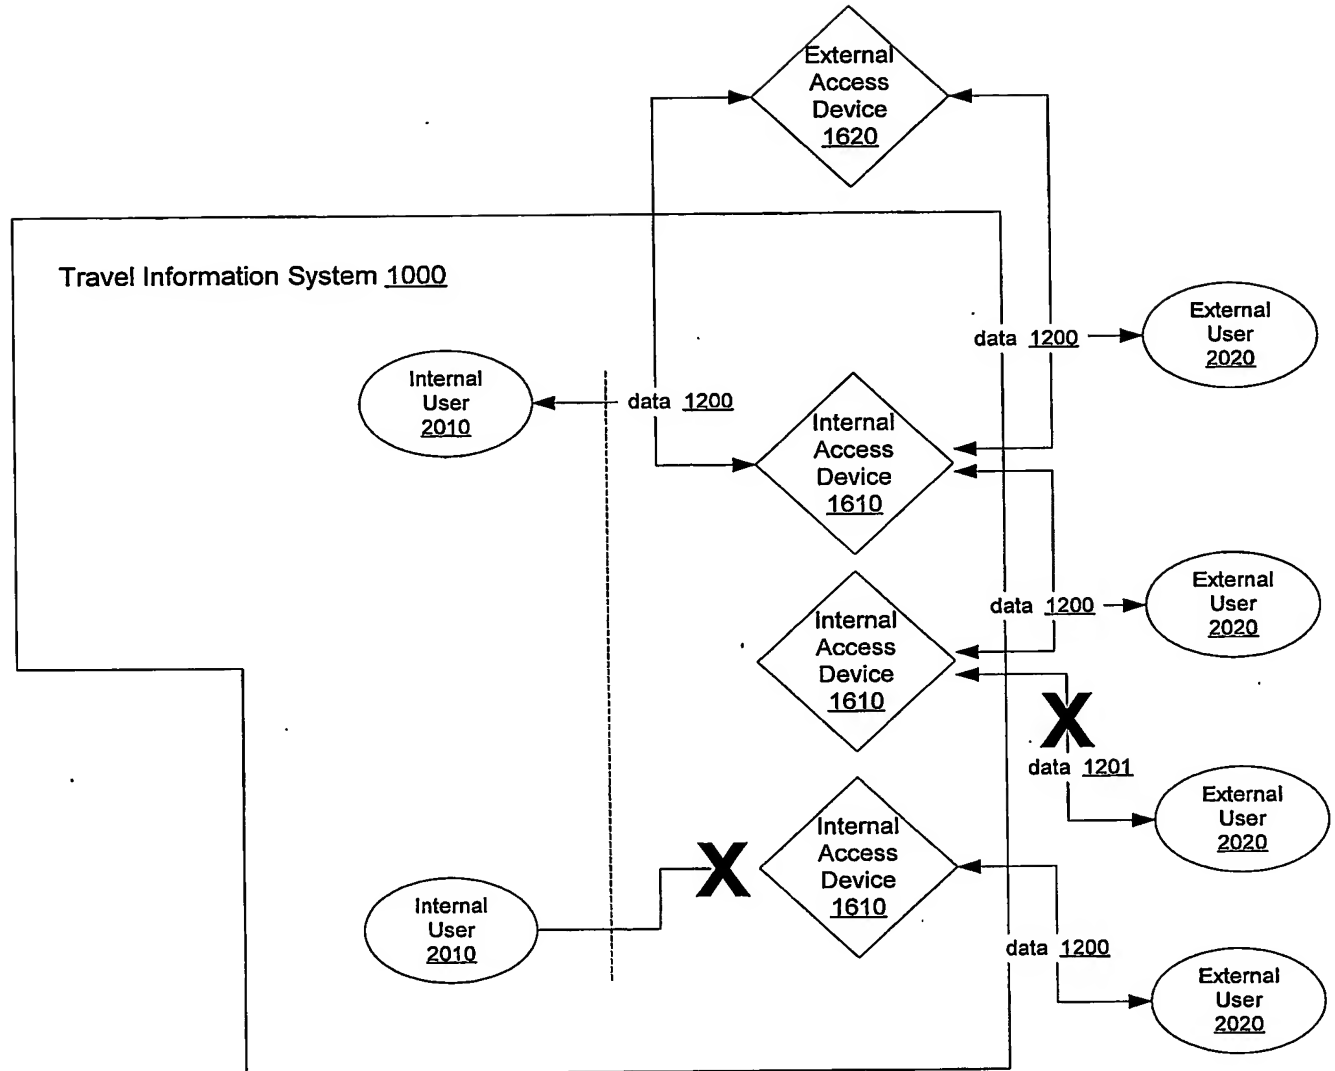 External
Access
Device
1620
Travel Information System 1000
data 1200
External
User
2020
Internal
User
2010
data 1200
Internal
Access
Device
1610
data 1200
External
User
2020
Internal
Access
Device
1610
X
data 1201
External
User
2020
X
Internal
Access
Device
1610
Internal
User
2010
data 1200
External
User
2020